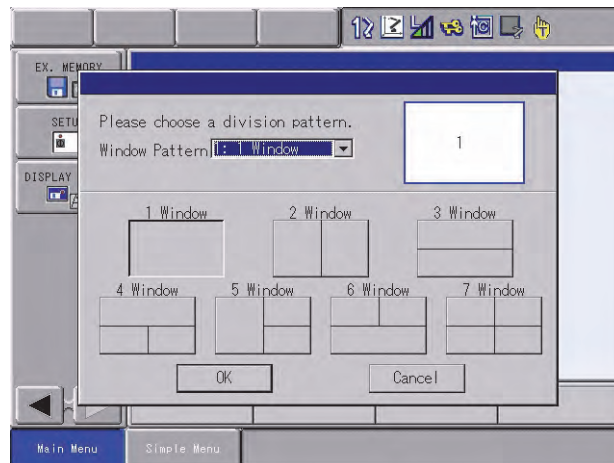 EX. MEMORY
SETU
DISPLAY
Please choose a division pattern.
Window Pattern 1: 1 Window
1
1 Window
2 Window
3 Window
4 Window
5 Window
6 Window
7 Window
OK
Cancel
Main Menu
Simple Menu